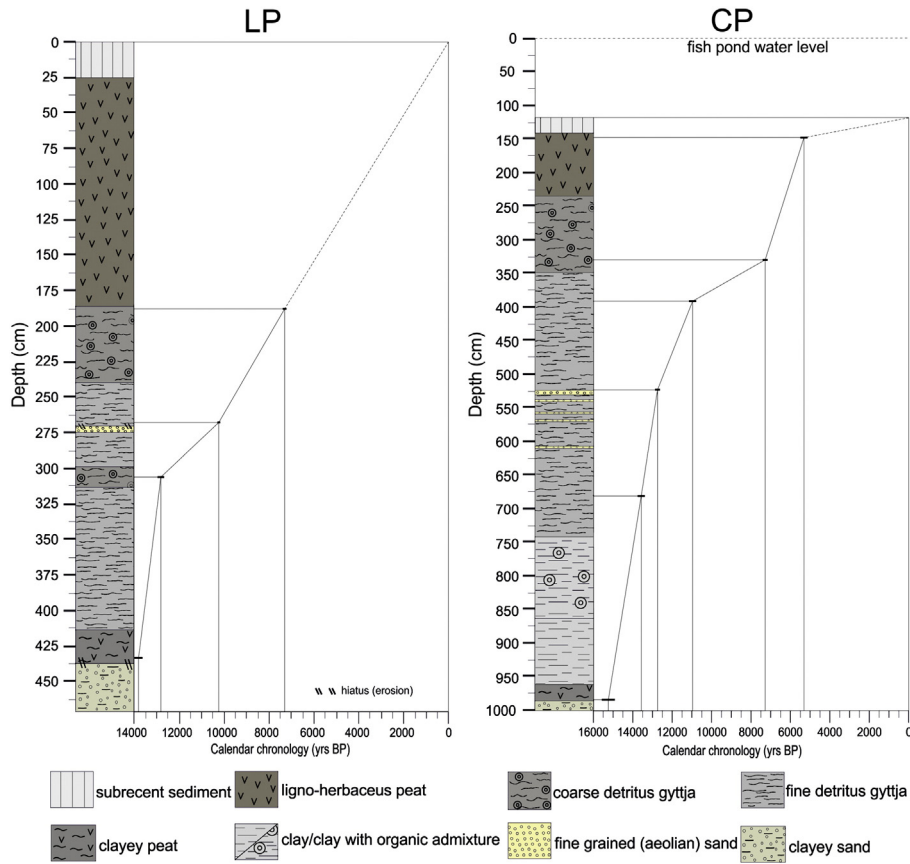 LP
CP
0
25
50
75
100
125
150
175
200
225
250
275
300
325
350
375
400
425
450
Depth (cm)
hiatus (erosion)
14000 12000 10000 8000 6000 4000 2000 0
Calendar chronology (yrs BP)
fish pond water level
0
50
100
150
200
250
300
350
400
450
500
550
600
650
700
750
800
850
900
950
1000
Depth (cm)
16000 14000 12000 10000 8000 6000 4000 2000 0
Calendar chronology (yrs BP)
subrecent sediment
ligno-herbaceus peat
coarse detritus gyttja
fine detritus gyttja
clayey peat
clay/clay with organic admixture
fine grained (aeolian) sand
clayey sand